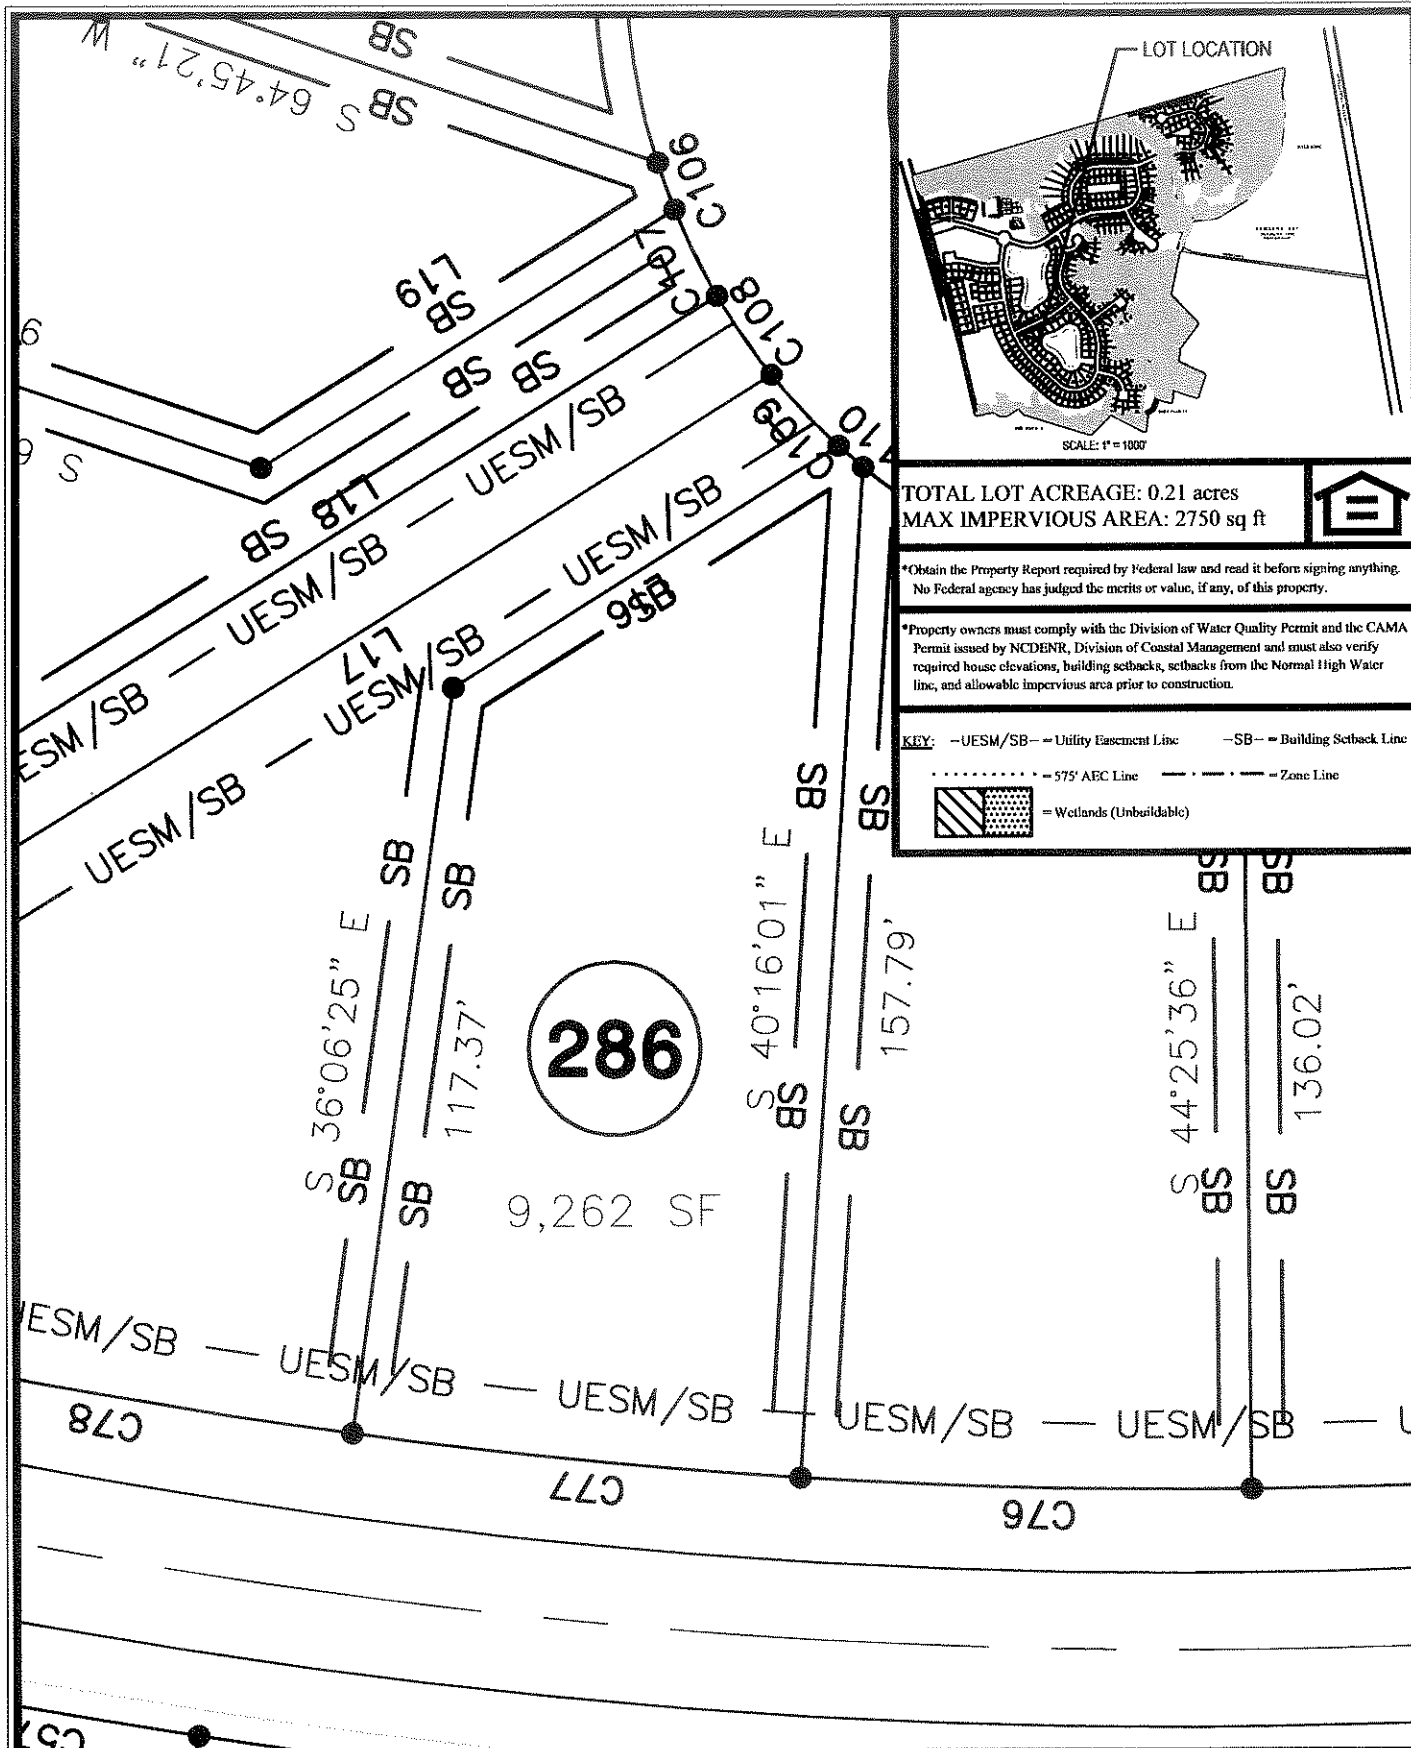 S 64°45'21" W
SB
SB
C106
C107
C108
C109
L19
SB
SB
SB
L18
SB
UESM/SB
UESM/SB
ESM/SB
UESM/SB
L17
UESM/SB
UESM/SB
SB
SB
SB
S 36°06'25" E
117.37'
SB
SB
286
9,262 SF
SB
SB
S 40°16'01" E
157.79'
SB
SB
SB
SB
S 44°25'36" E
136.02'
SB
SB
UESM/SB
UESM/SB
UESM/SB
UESM/SB
C78
C77
C76
LOT LOCATION
SCALE: 1" = 1000'
TOTAL LOT ACREAGE: 0.21 acres
MAX IMPERVIOUS AREA: 2750 sq ft
*Obtain the Property Report required by Federal law and read it before signing anything.
No Federal agency has judged the merits or value, if any, of this property.
*Property owners must comply with the Division of Water Quality Permit and the CAMA
Permit issued by NCDENR, Division of Coastal Management and must also verify
required house elevations, building setbacks, setbacks from the Normal High Water
line, and allowable impervious area prior to construction.
KEY: -UESM/SB- = Utility Easement Line -SB- = Building Setback Line
= 575' AEC Line = Zone Line
= Wetlands (Unbuildable)